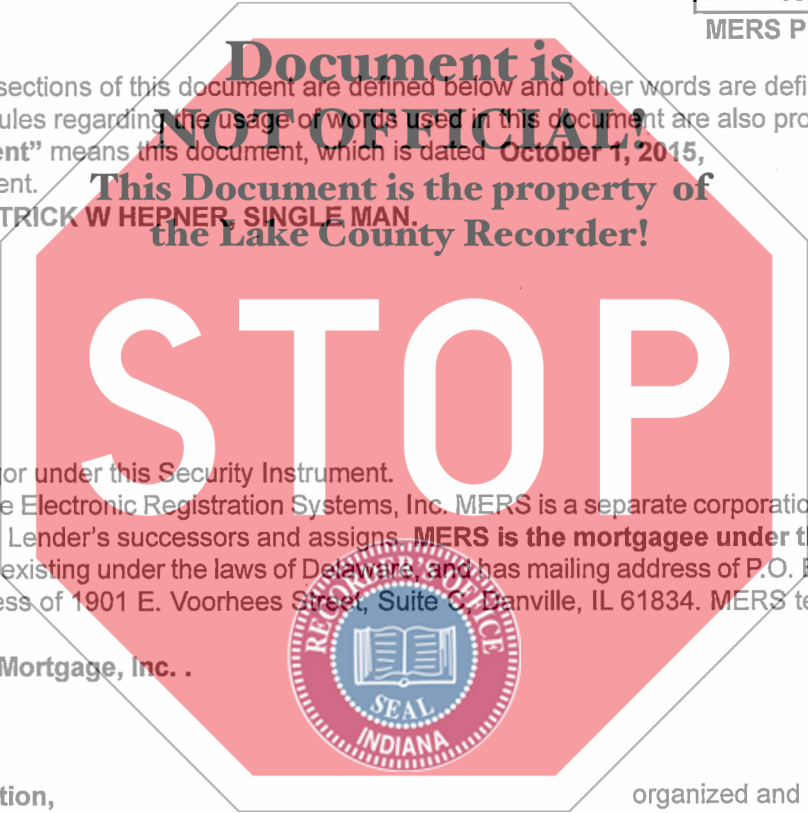 MERS P
Document is
sections of this document are defined below and other words are defi
ules regarding the usage of words used in this document are also pro
NOT OFFICIAL!
ent” means this document, which is dated October 1, 2015,
ent.
This Document is the property of
TRICK W HEPNER, SINGLE MAN.
the Lake County Recorder!
STOP
or under this Security Instrument.
e Electronic Registration Systems, Inc. MERS is a separate corporatio
Lender's successors and assigns. MERS is the mortgagee under th
existing under the laws of Delaware, and has mailing address of P.O. B
ess of 1901 E. Voorhees Street, Suite C, Danville, IL 61834. MERS te
RECORDER'S OFFICE
Mortgage, Inc. .
SEAL
INDIANA
tion,
organized and